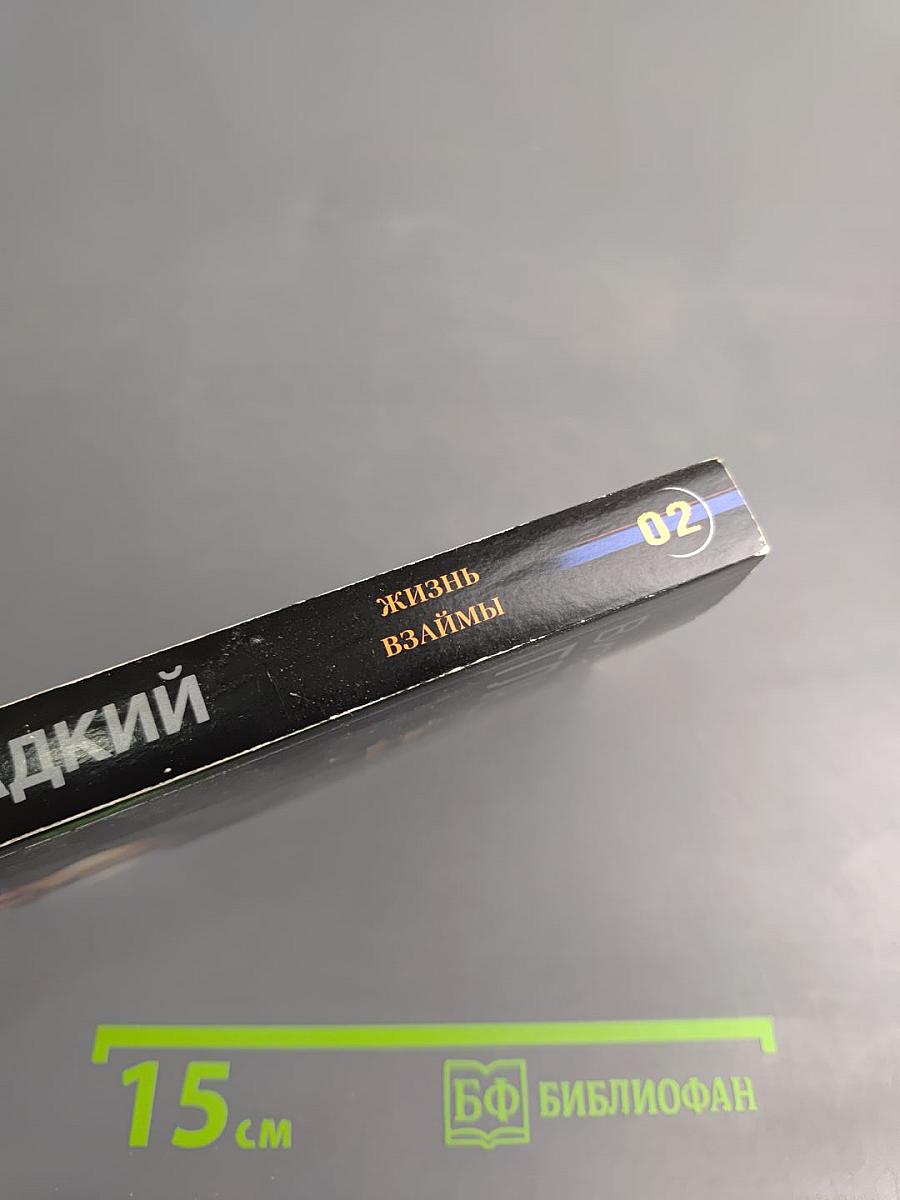 02
ЖИЗНЬ
ВЗАЙМЫ
АДКИЙ
15 см
БФ БИБЛИОФАН